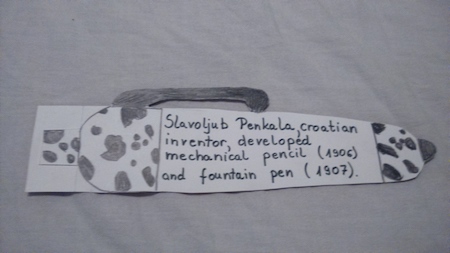 Slavoljub Penkala, croatian
inventor, developed
mechanical pencil (1906)
and fountain pen (1907).